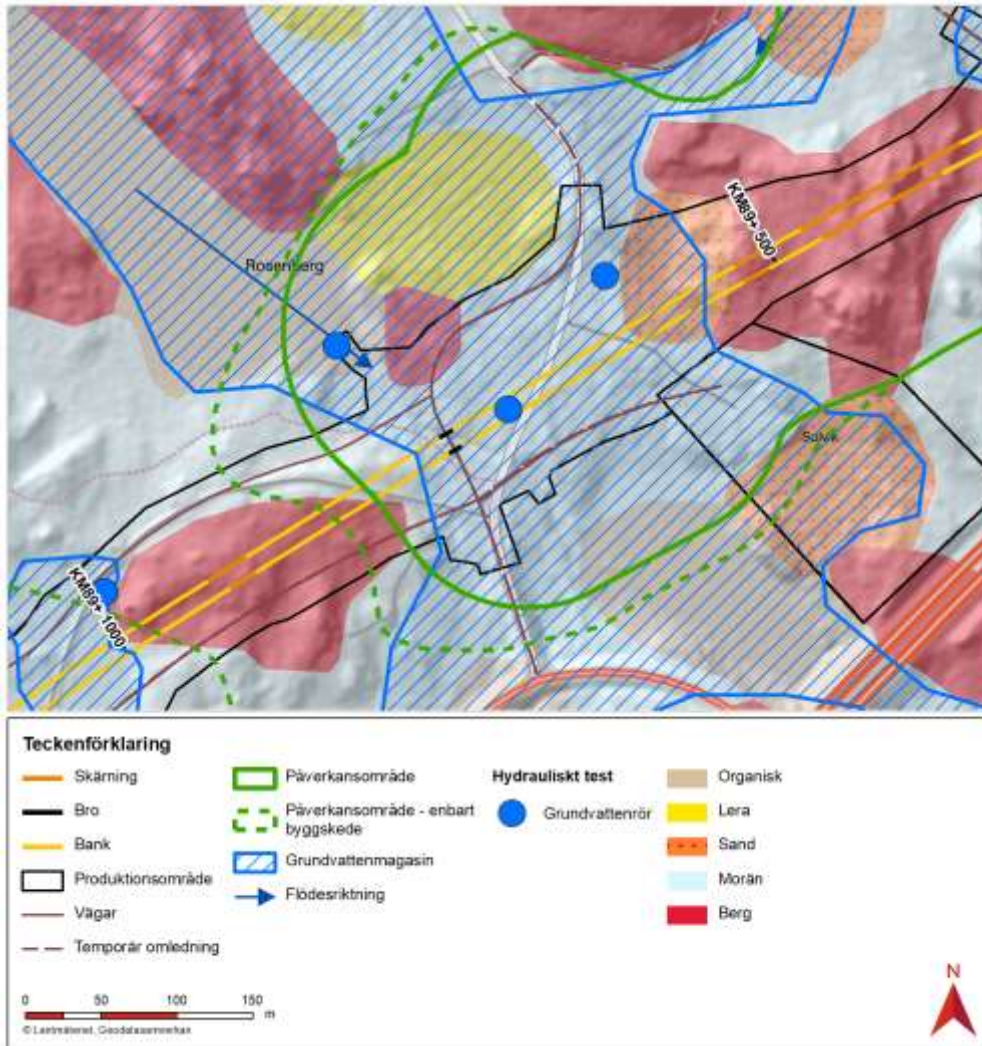 Rosenberg
KM89+ 500
Solvik
KM89+ 1000
Teckenförklaring
Skärning
Bro
Bank
Produktionsområde
Vägar
Temporär omledning
Påverkansområde
Påverkansområde - enbart
byggskede
Grundvattenmagasin
Flödesriktning
Hydrauliskt test
Grundvattenrör
Organisk
Lera
Sand
Morän
Berg
0 50 100 150
m
© Lantmäteriet, Geodatasamverkan
N